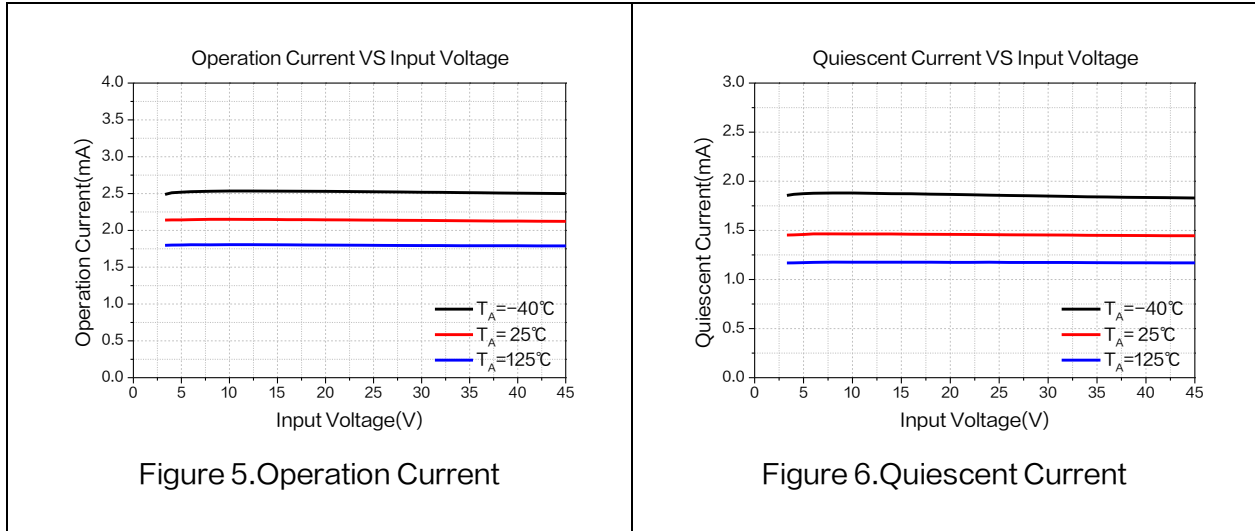 Operation Current VS Input Voltage
4.0
3.5
3.0
2.5
2.0
1.5
1.0
0.5
0.0
Operation Current(mA)
T_A=−40℃
T_A= 25℃
T_A=125℃
0 5 10 15 20 25 30 35 40 45
Input Voltage(V)
Figure 5.Operation Current
Quiescent Current VS Input Voltage
3.0
2.5
2.0
1.5
1.0
0.5
0.0
Quiescent Current(mA)
T_A=−40℃
T_A= 25℃
T_A=125℃
0 5 10 15 20 25 30 35 40 45
Input Voltage(V)
Figure 6.Quiescent Current